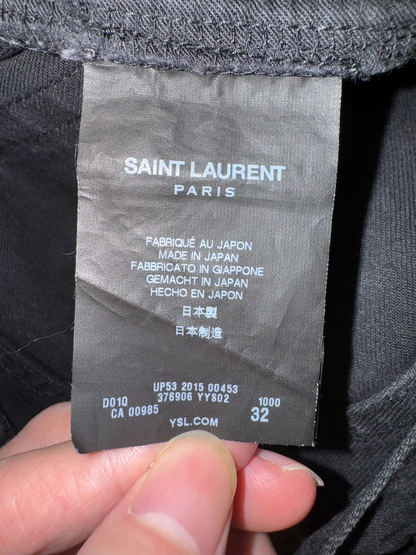 SAINT LAURENT
PARIS
FABRIQUÉ AU JAPON
MADE IN JAPAN
FABBRICATO IN GIAPPONE
GEMACHT IN JAPAN
HECHO EN JAPON
日本製
日本制造
UP53 2015 00453
D010 376906 YYS02 1000
CA 00985 32
YSL.COM